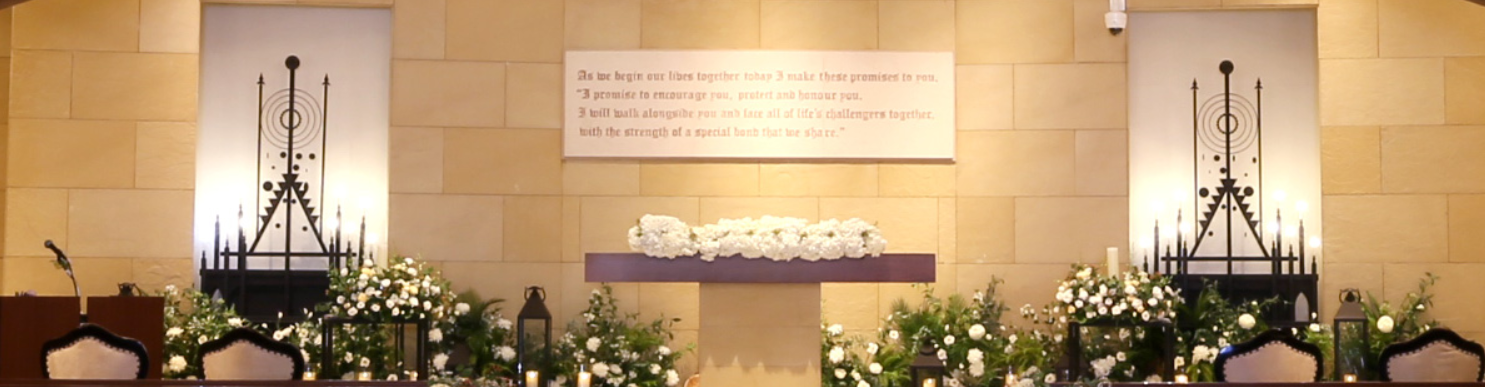 As we begin our lives together today I make these promises to you.
"I promise to encourage you, protect and honour you.
I will walk alongside you and face all of life's challengers together,
with the strength of a special bond that we share."